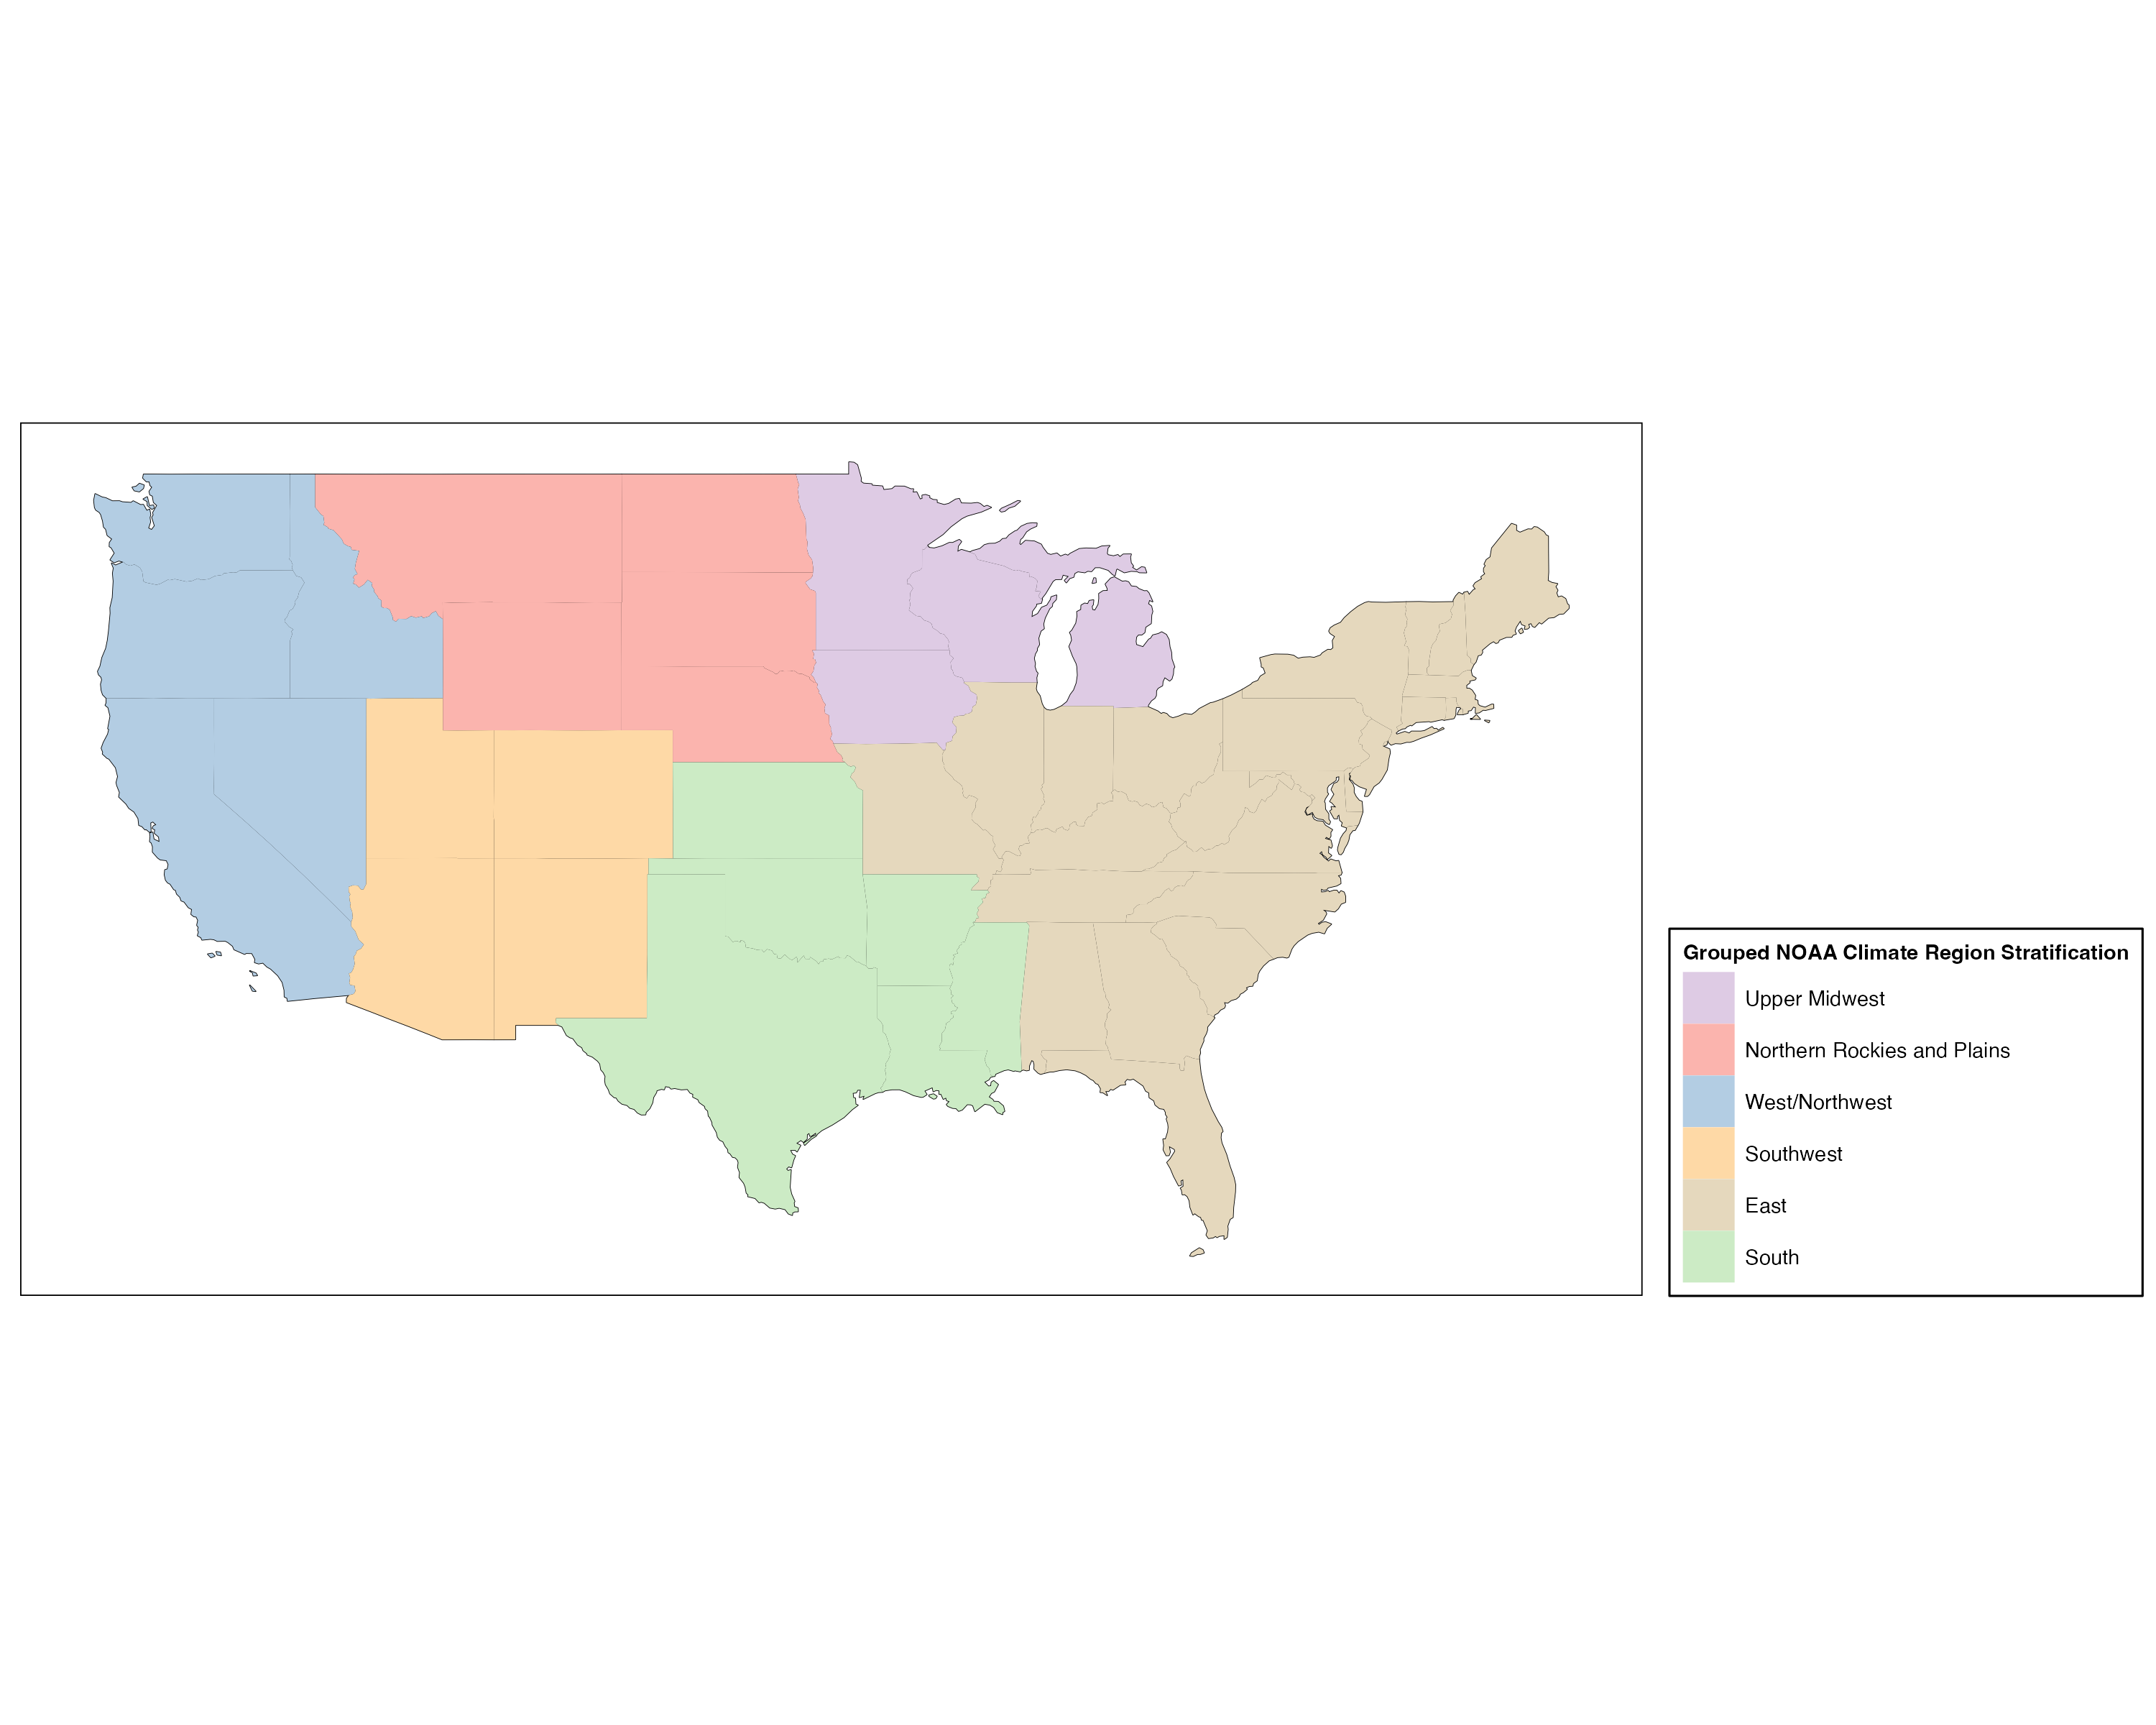 Grouped NOAA Climate Region Stratification
Upper Midwest
Northern Rockies and Plains
West/Northwest
Southwest
East
South